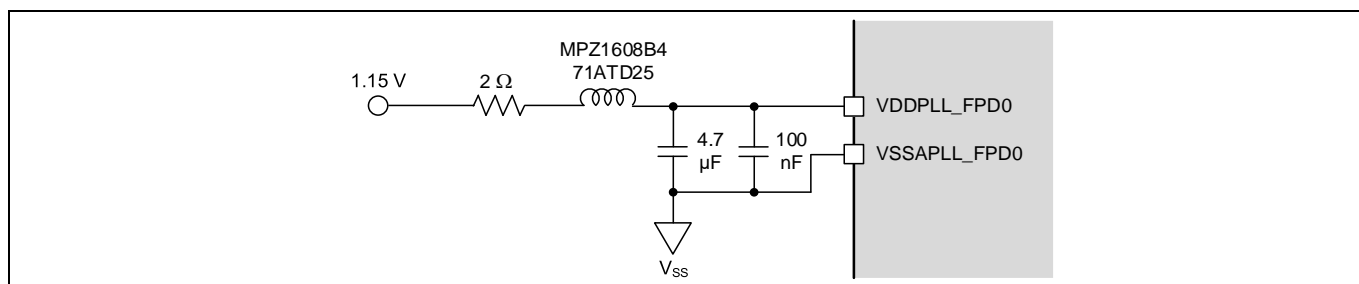 MPZ1608B4
71ATD25
1.15 V
2 Ω
VDDPLL_FPD0
4.7
µF
100
nF
VSSAPLL_FPD0
VSS